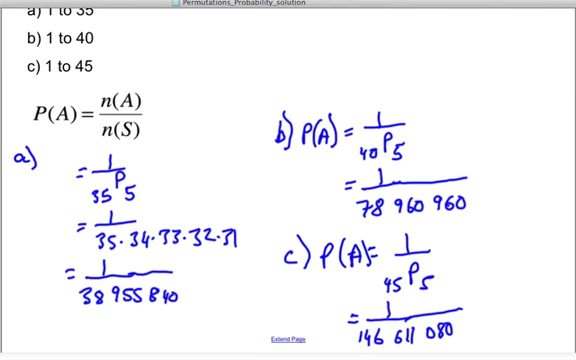 Permutations_Probability_solution
a) 1 to 35
b) 1 to 40
c) 1 to 45
P(A) = n(A) / n(S)
a)
= 1 / 35P5
= 1 / 35·34·33·32·31
= 1 / 38 955 840
b) P(A) = 1 / 40P5
= 1 / 78 960 960
c) P(A) = 1 / 45P5
= 1 / 146 611 080
Extend Page